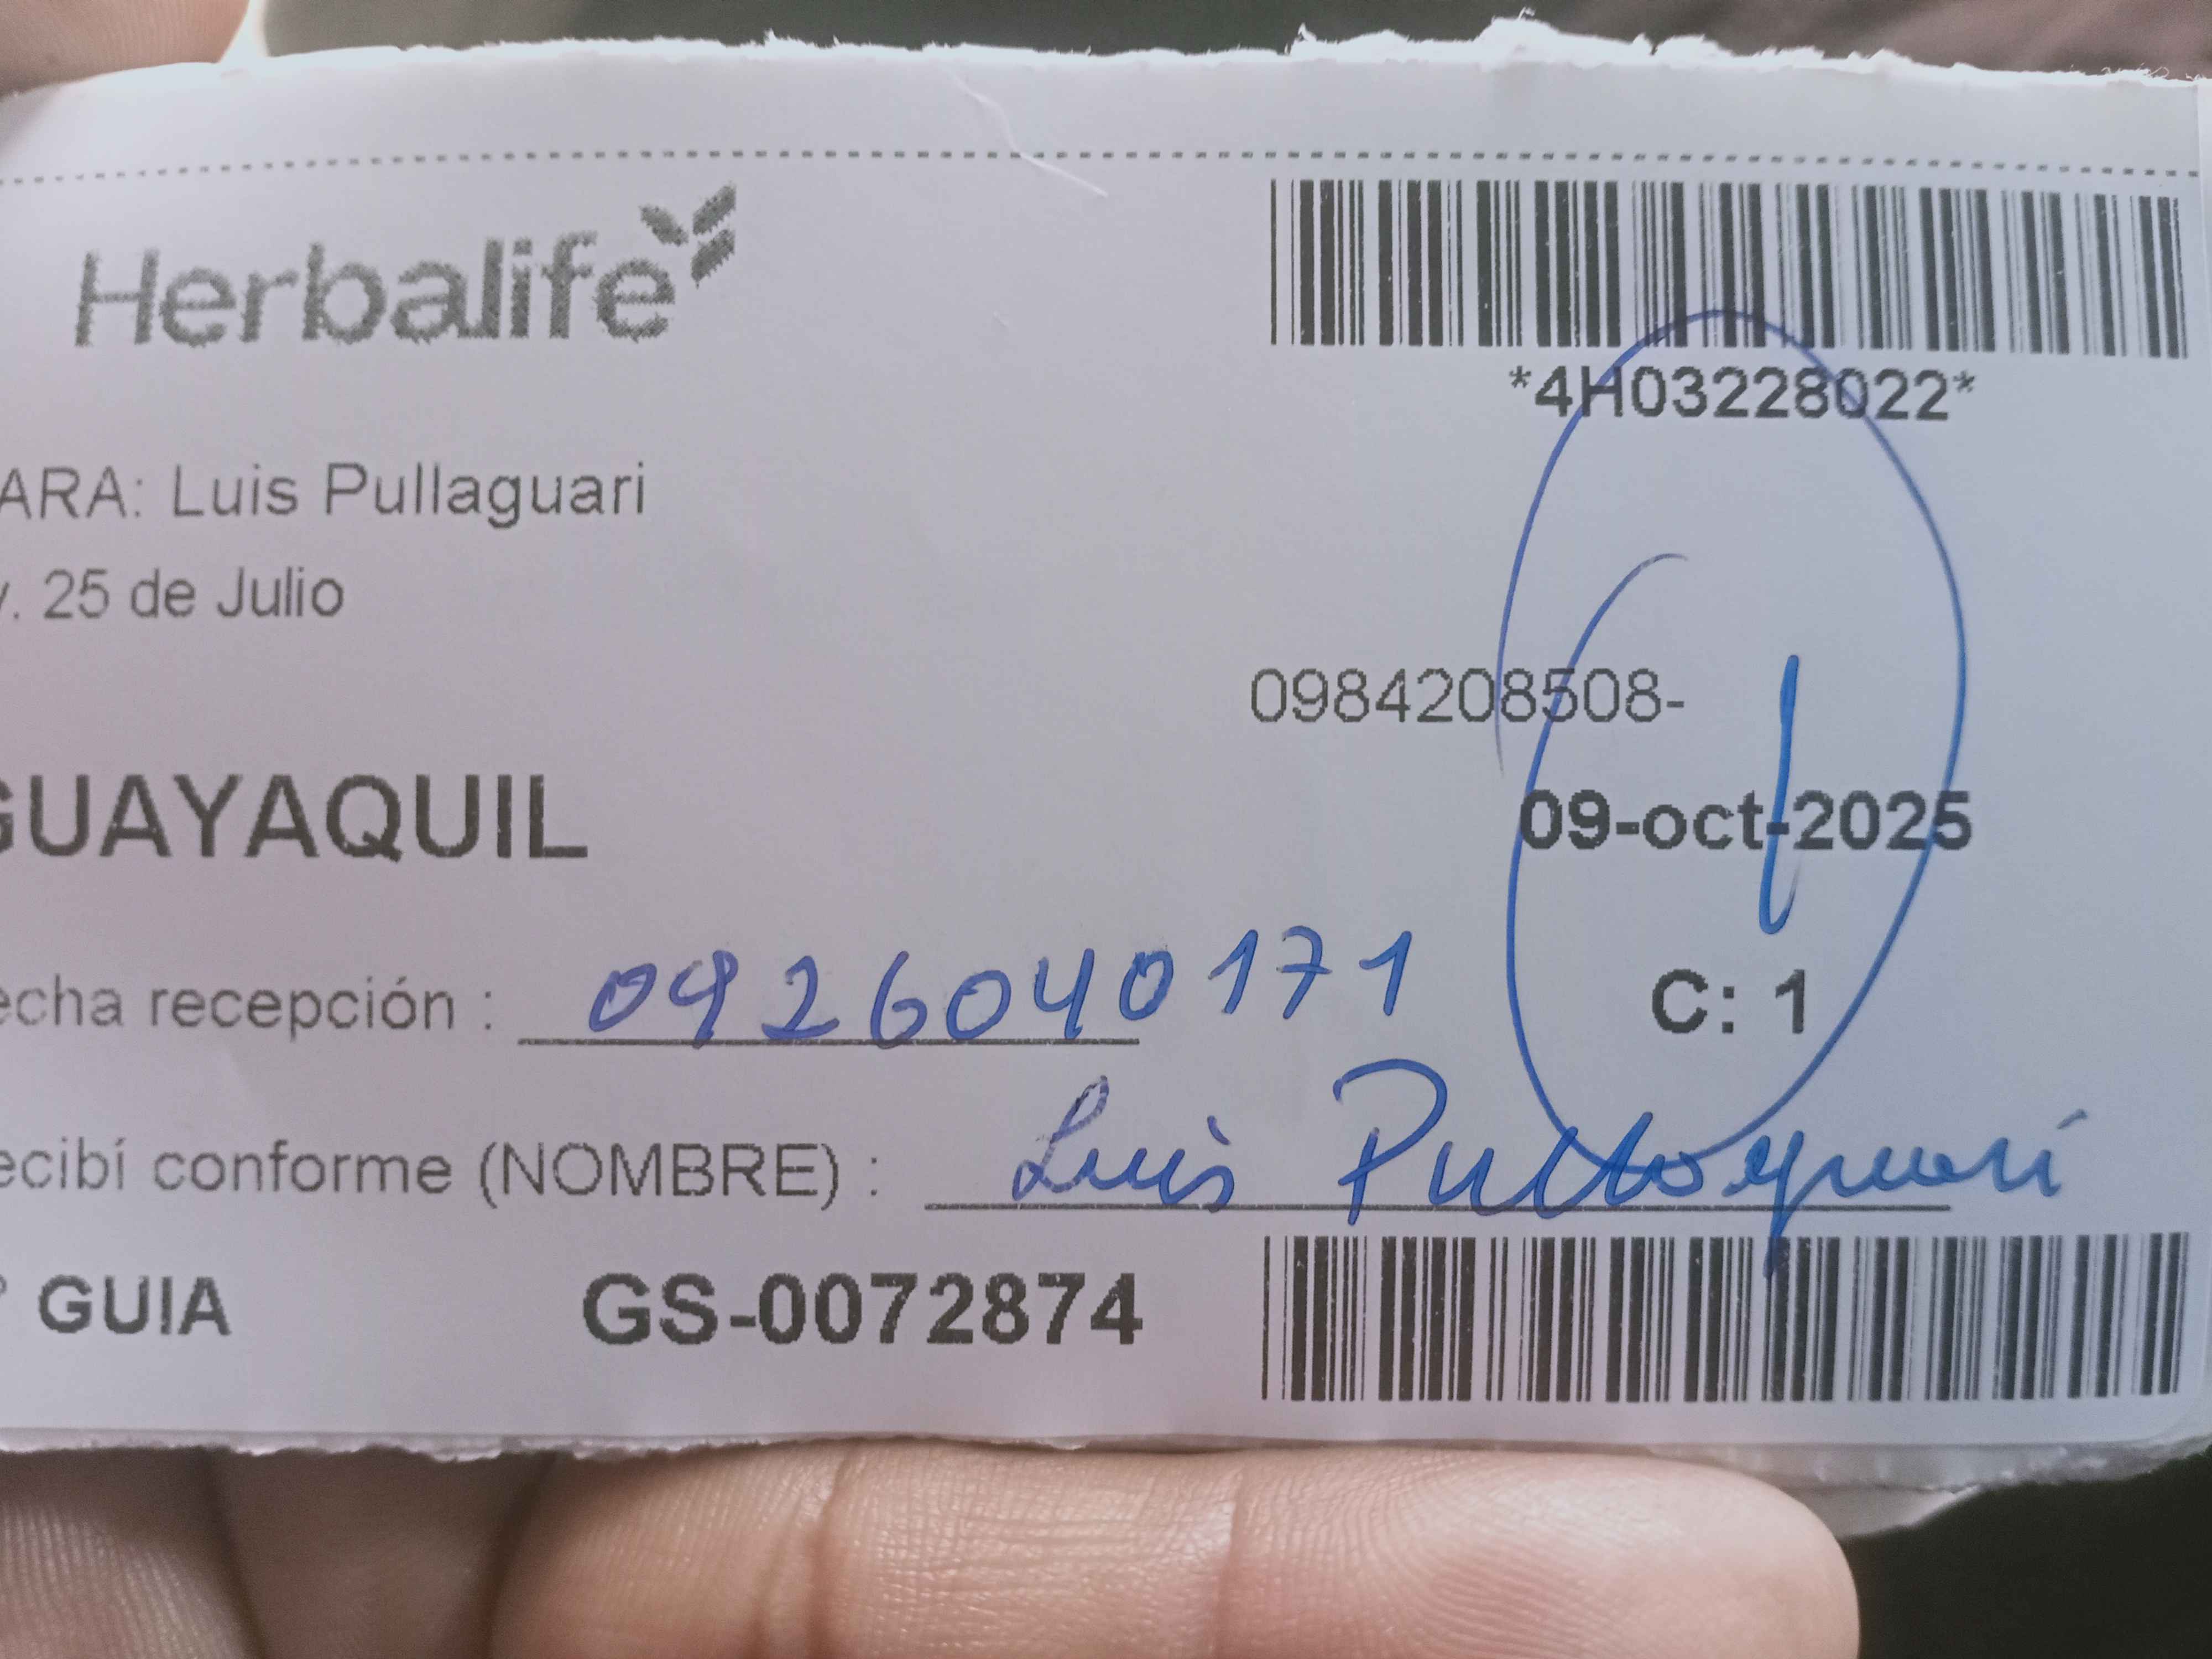 Herbalife
*4H03228022*
ARA: Luis Pullaguari
. 25 de Julio
0984208508-
GUAYAQUIL
09-oct-2025
echa recepción : 0926040171
C: 1
ecibí conforme (NOMBRE) : Luis Pullaguari
° GUIA GS-0072874